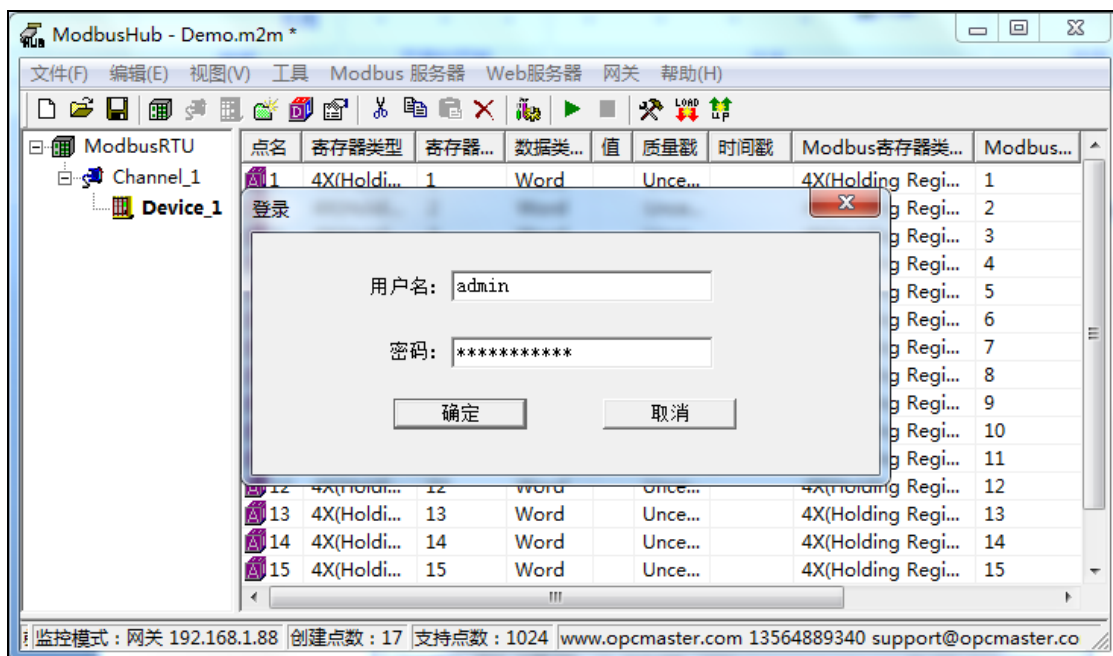 ModbusHub - Demo.m2m *
文件(F) 编辑(E) 视图(V) 工具 Modbus 服务器 Web服务器 网关 帮助(H)
ModbusRTU
Channel_1
Device_1
点名 寄存器类型 寄存器... 数据类... 值 质量戳 时间戳 Modbus寄存器类... Modbus...
1 4X(Holdi... 1 Word Unce... 4X(Holding Regi... 1
g Regi... 2
g Regi... 3
g Regi... 4
g Regi... 5
g Regi... 6
g Regi... 7
g Regi... 8
g Regi... 9
g Regi... 10
g Regi... 11
12 4X(Holdi... 12 Word Unce... 4X(Holding Regi... 12
13 4X(Holdi... 13 Word Unce... 4X(Holding Regi... 13
14 4X(Holdi... 14 Word Unce... 4X(Holding Regi... 14
15 4X(Holdi... 15 Word Unce... 4X(Holding Regi... 15
登录
用户名: admin
密码: ***********
确定 取消
监控模式：网关 192.168.1.88 创建点数：17 支持点数：1024 www.opcmaster.com 13564889340 support@opcmaster.co